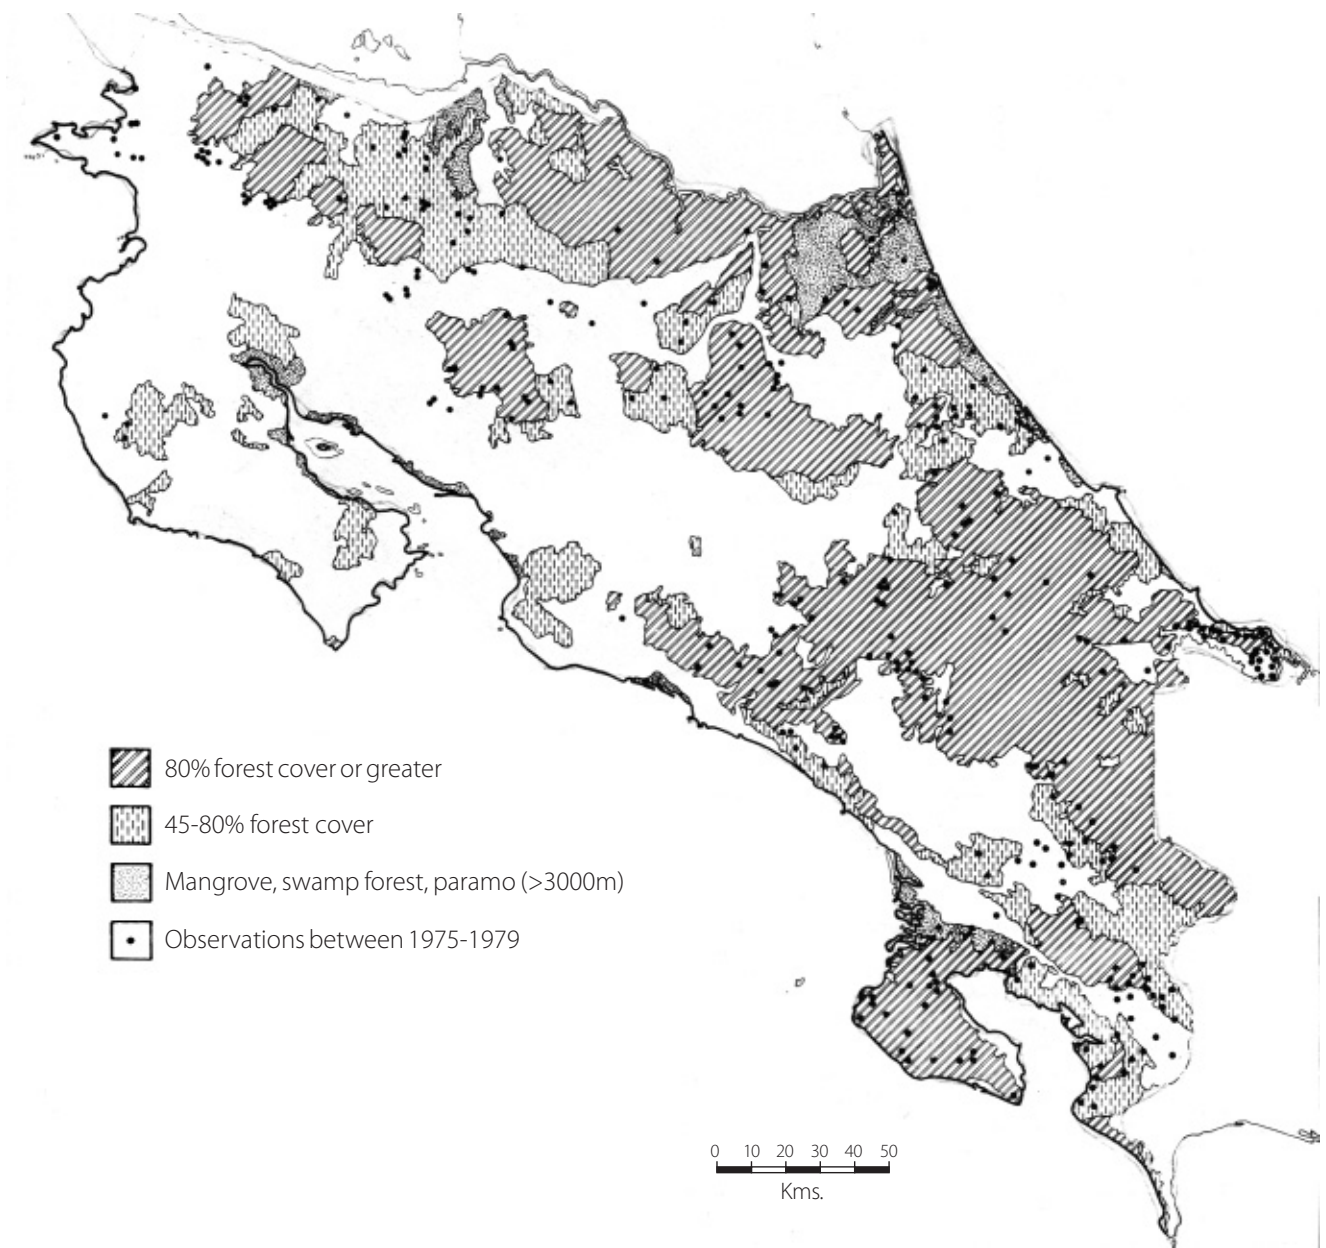 80% forest cover or greater
45-80% forest cover
Mangrove, swamp forest, paramo (>3000m)
Observations between 1975-1979
0 10 20 30 40 50
Kms.